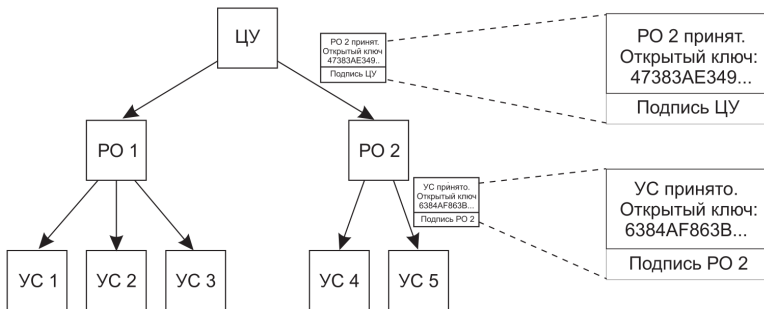 ЦУ
РО 2 принят.
Открытый ключ
47383AE349..
Подпись ЦУ
РО 2 принят.
Открытый ключ:
47383AE349...
Подпись ЦУ
РО 1
РО 2
УС принято.
Открытый ключ
6384AF863B...
Подпись РО 2
УС принято.
Открытый ключ:
6384AF863B...
Подпись РО 2
УС 1
УС 2
УС 3
УС 4
УС 5